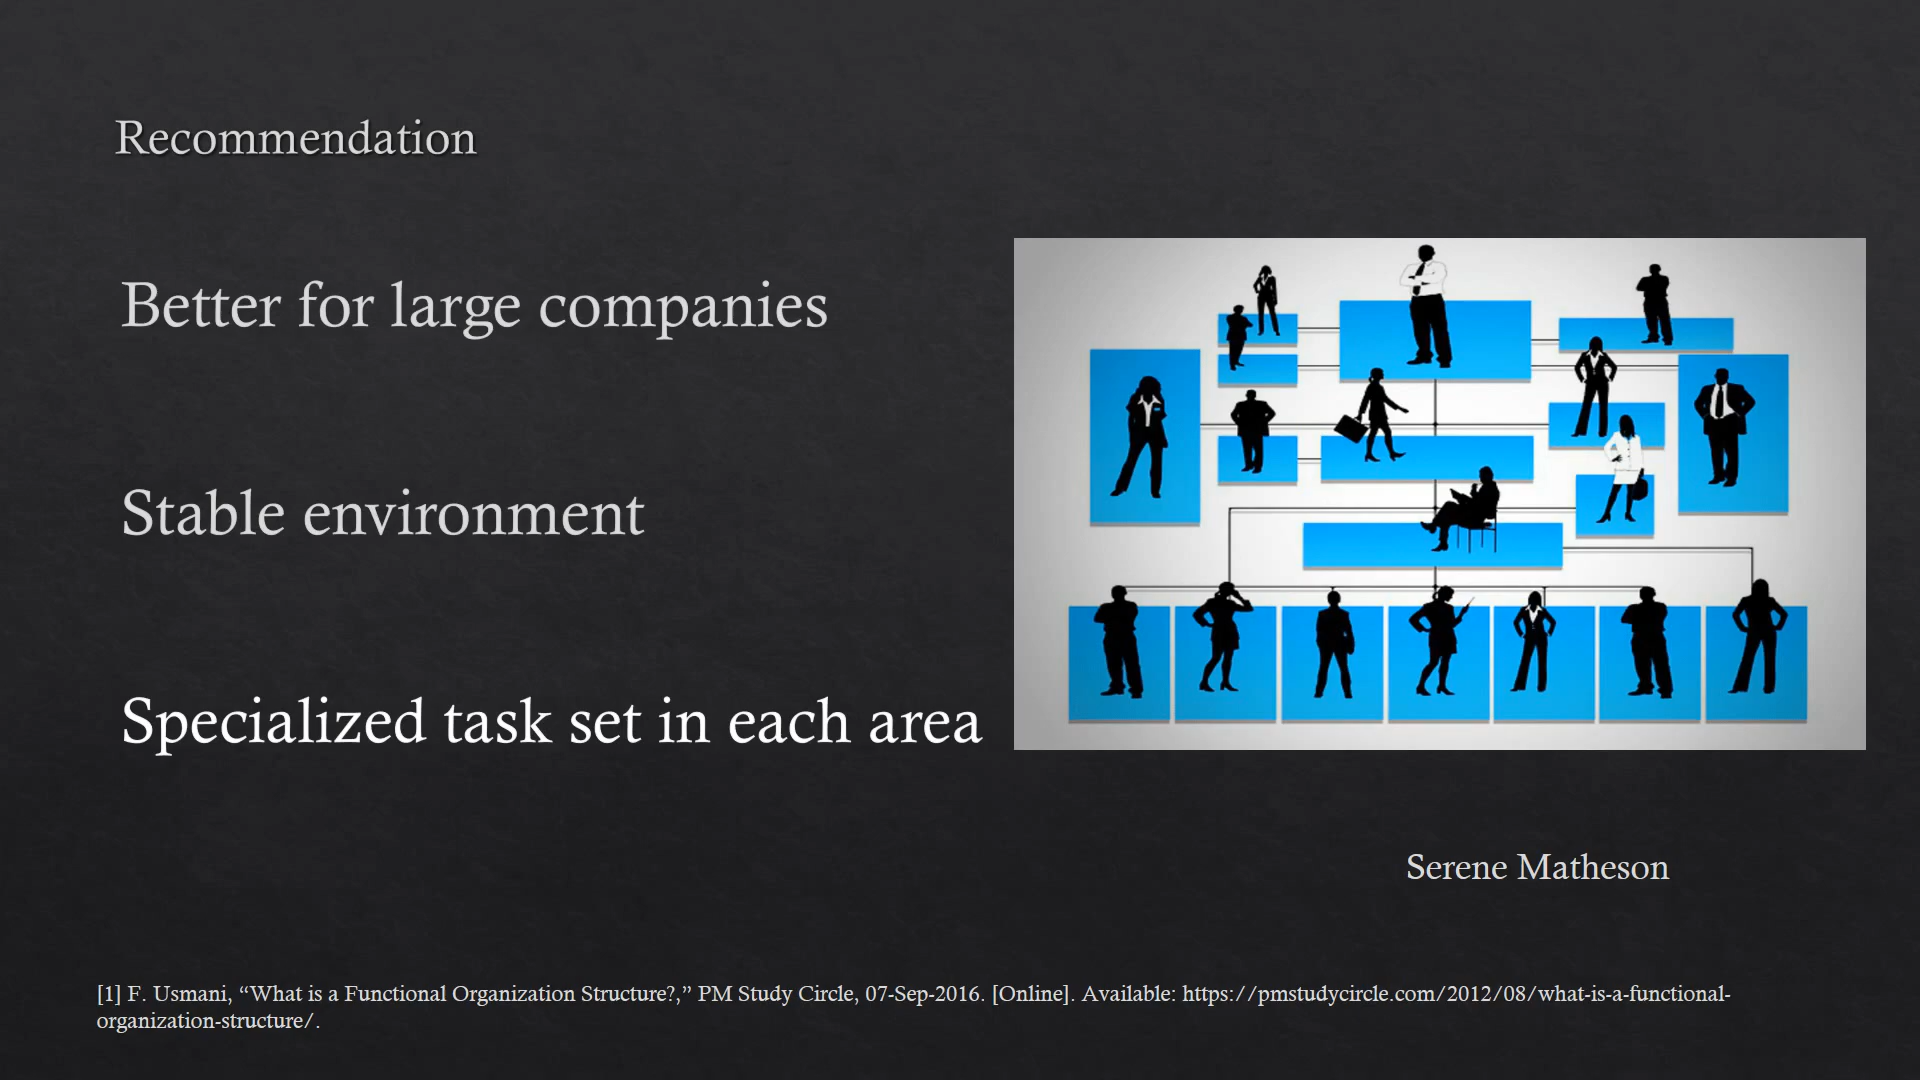 Recommendation
Better for large companies
Stable environment
Specialized task set in each area
Serene Matheson
[1] F. Usmani, “What is a Functional Organization Structure?,” PM Study Circle, 07-Sep-2016. [Online]. Available: https://pmstudycircle.com/2012/08/what-is-a-functional-
organization-structure/.